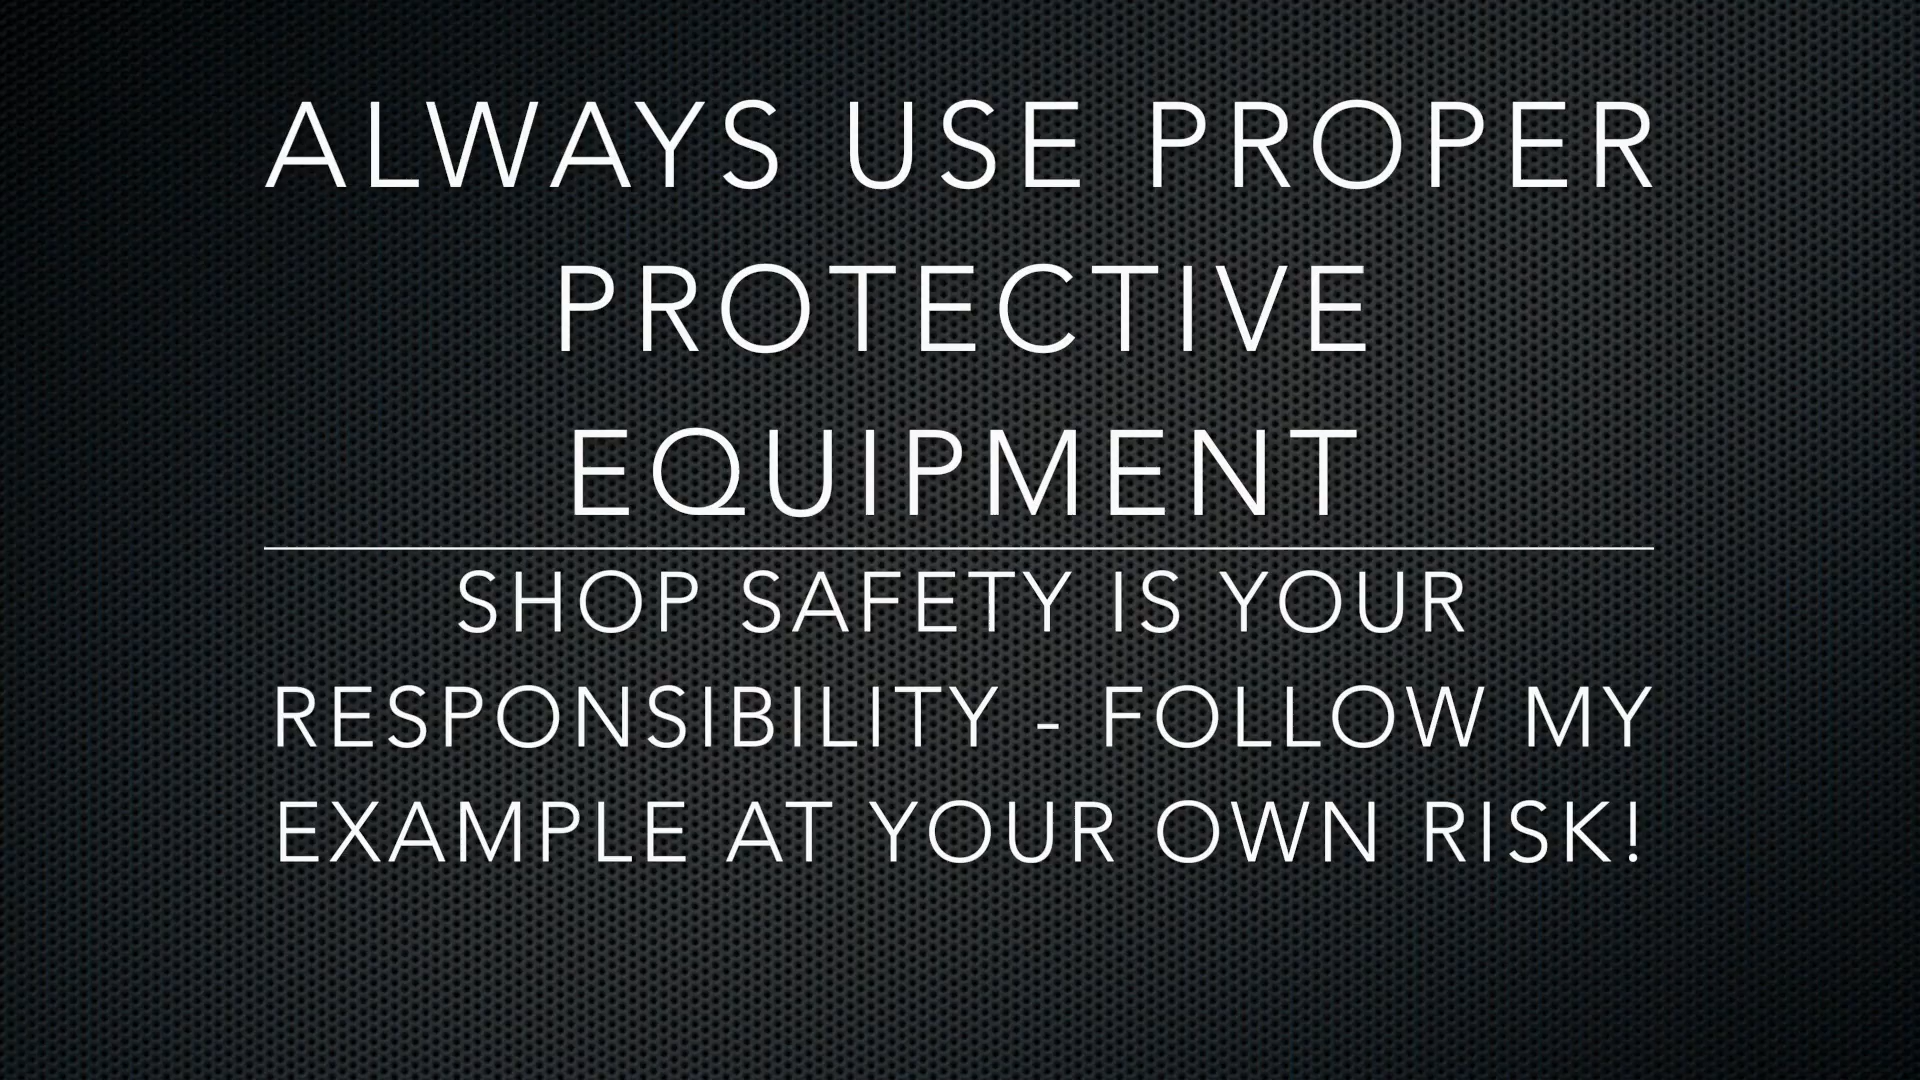 ALWAYS USE PROPER
PROTECTIVE
EQUIPMENT
SHOP SAFETY IS YOUR
RESPONSIBILITY - FOLLOW MY
EXAMPLE AT YOUR OWN RISK!